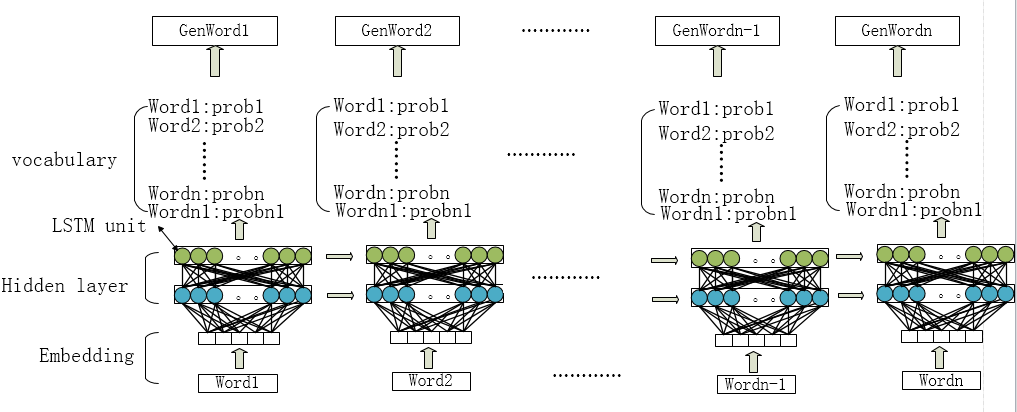 GenWord1 GenWord2 ............ GenWordn-1 GenWordn
Word1:prob1 Word1:prob1 Word1:prob1 Word1:prob1
Word2:prob2 Word2:prob2 Word2:prob2 Word2:prob2
vocabulary ............
Wordn:probn Wordn:probn Wordn:probn Wordn:probn
Wordn1:probn1 Wordn1:probn1 Wordn1:probn1 Wordn1:probn1
LSTM unit
Hidden layer ............
Embedding
Word1 Word2 ............ Wordn-1 Wordn